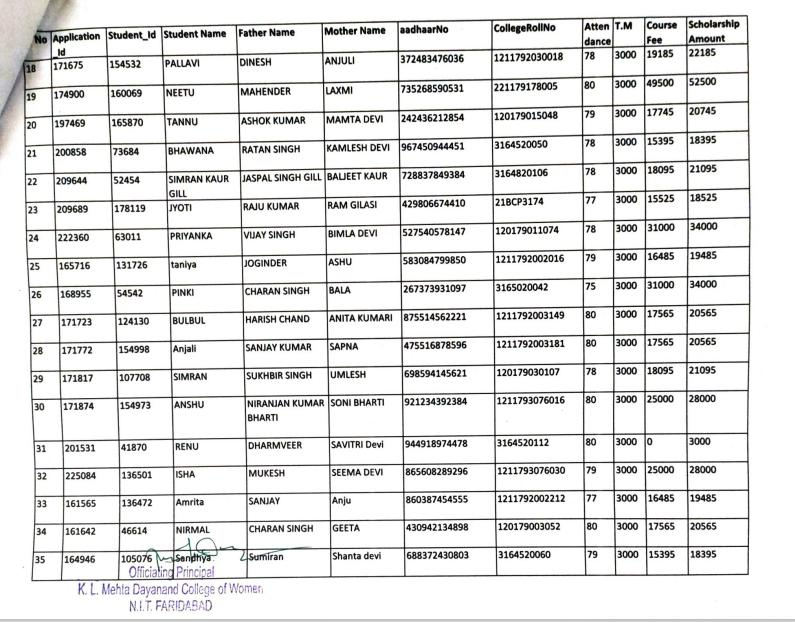 No Application_Id Student_Id Student Name Father Name Mother Name aadhaarNo CollegeRollNo Attendance T.M Course Fee Scholarship Amount
18 171675 154532 PALLAVI DINESH ANJULI 372483476036 1211792030018 78 3000 19185 22185
19 174900 160069 NEETU MAHENDER LAXMI 735268590531 221179178005 80 3000 49500 52500
20 197469 165870 TANNU ASHOK KUMAR MAMTA DEVI 242436212854 120179015048 79 3000 17745 20745
21 200858 73684 BHAWANA RATAN SINGH KAMLESH DEVI 967450944451 3164520050 78 3000 15395 18395
22 209644 52454 SIMRAN KAUR GILL JASPAL SINGH GILL BALJEET KAUR 728837849384 3164820106 78 3000 18095 21095
23 209689 178119 JYOTI RAJU KUMAR RAM GILASI 429806674410 21BCP3174 77 3000 15525 18525
24 222360 63011 PRIYANKA VIJAY SINGH BIMLA DEVI 527540578147 120179011074 78 3000 31000 34000
25 165716 131726 taniya JOGINDER ASHU 583084799850 1211792002016 79 3000 16485 19485
26 168955 54542 PINKI CHARAN SINGH BALA 267373931097 3165020042 75 3000 31000 34000
27 171723 124130 BULBUL HARISH CHAND ANITA KUMARI 875514562221 1211792003149 80 3000 17565 20565
28 171772 154998 Anjali SANJAY KUMAR SAPNA 475516878596 1211792003181 80 3000 17565 20565
29 171817 107708 SIMRAN SUKHBIR SINGH UMLESH 698594145621 120179030107 78 3000 18095 21095
30 171874 154973 ANSHU NIRANJAN KUMAR BHARTI SONI BHARTI 921234392384 1211793076016 80 3000 25000 28000
31 201531 41870 RENU DHARMVEER SAVITRI Devi 944918974478 3164520112 80 3000 0 3000
32 225084 136501 ISHA MUKESH SEEMA DEVI 865608289296 1211793076030 79 3000 25000 28000
33 161565 136472 Amrita SANJAY Anju 860387454555 1211792002212 77 3000 16485 19485
34 161642 46614 NIRMAL CHARAN SINGH GEETA 430942134898 120179003052 80 3000 17565 20565
35 164946 105076 Sandhya Sumiran Shanta devi 688372430803 3164520060 79 3000 15395 18395
Officiating Principal
K. L. Mehta Dayanand College of Women
N.I.T. FARIDABAD